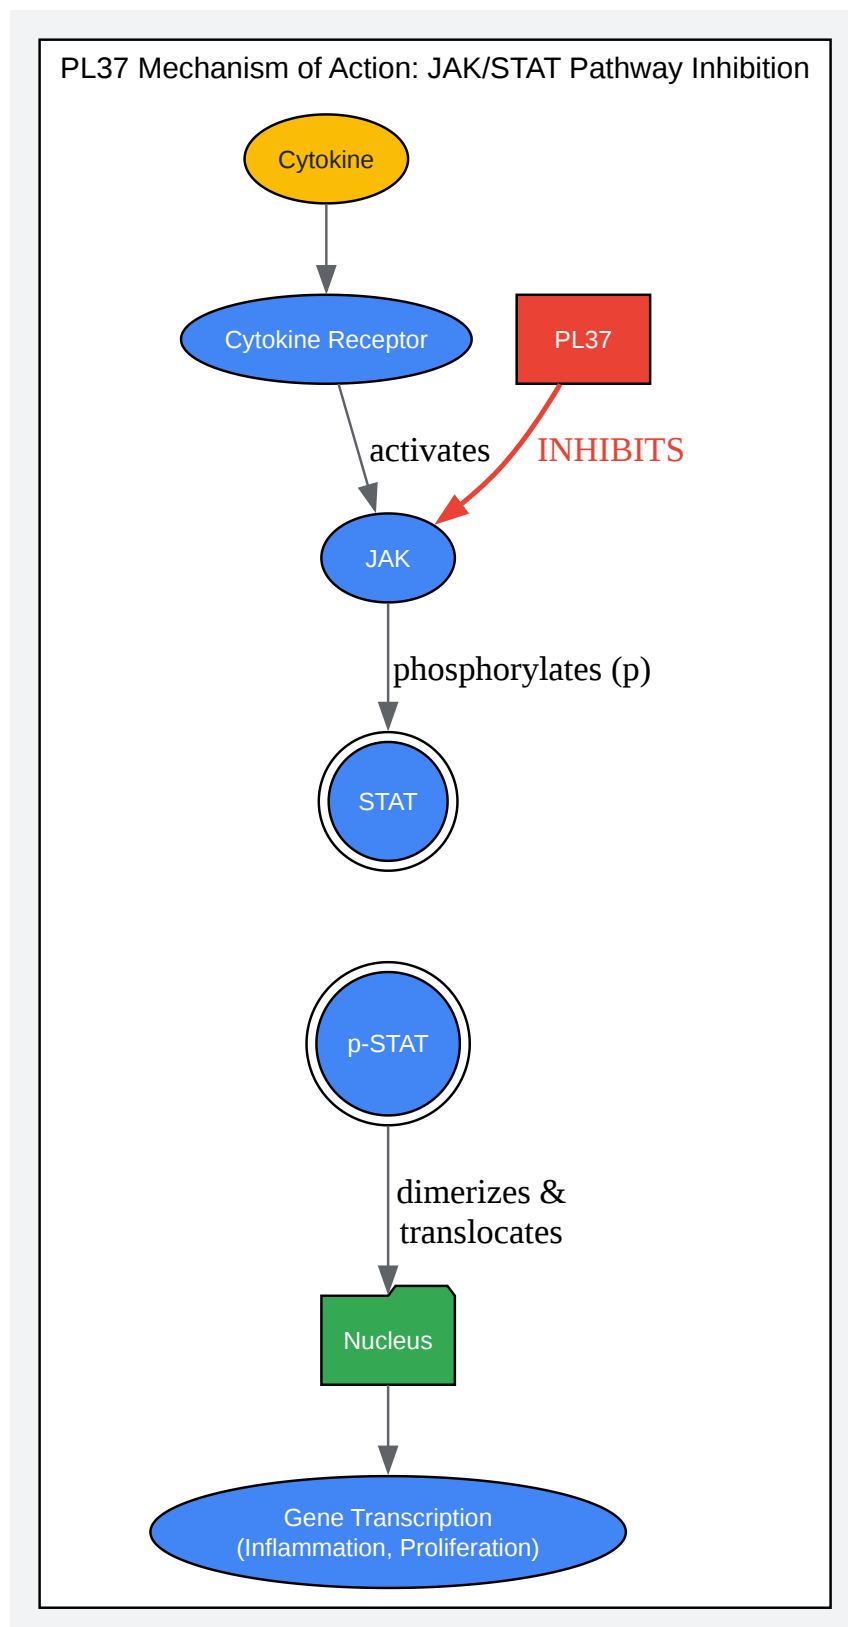 PL37 Mechanism of Action: JAK/STAT Pathway Inhibition
Cytokine
Cytokine Receptor
PL37
activates
INHIBITS
JAK
phosphorylates (p)
STAT
p-STAT
dimerizes &
translocates
Nucleus
Gene Transcription
(Inflammation, Proliferation)